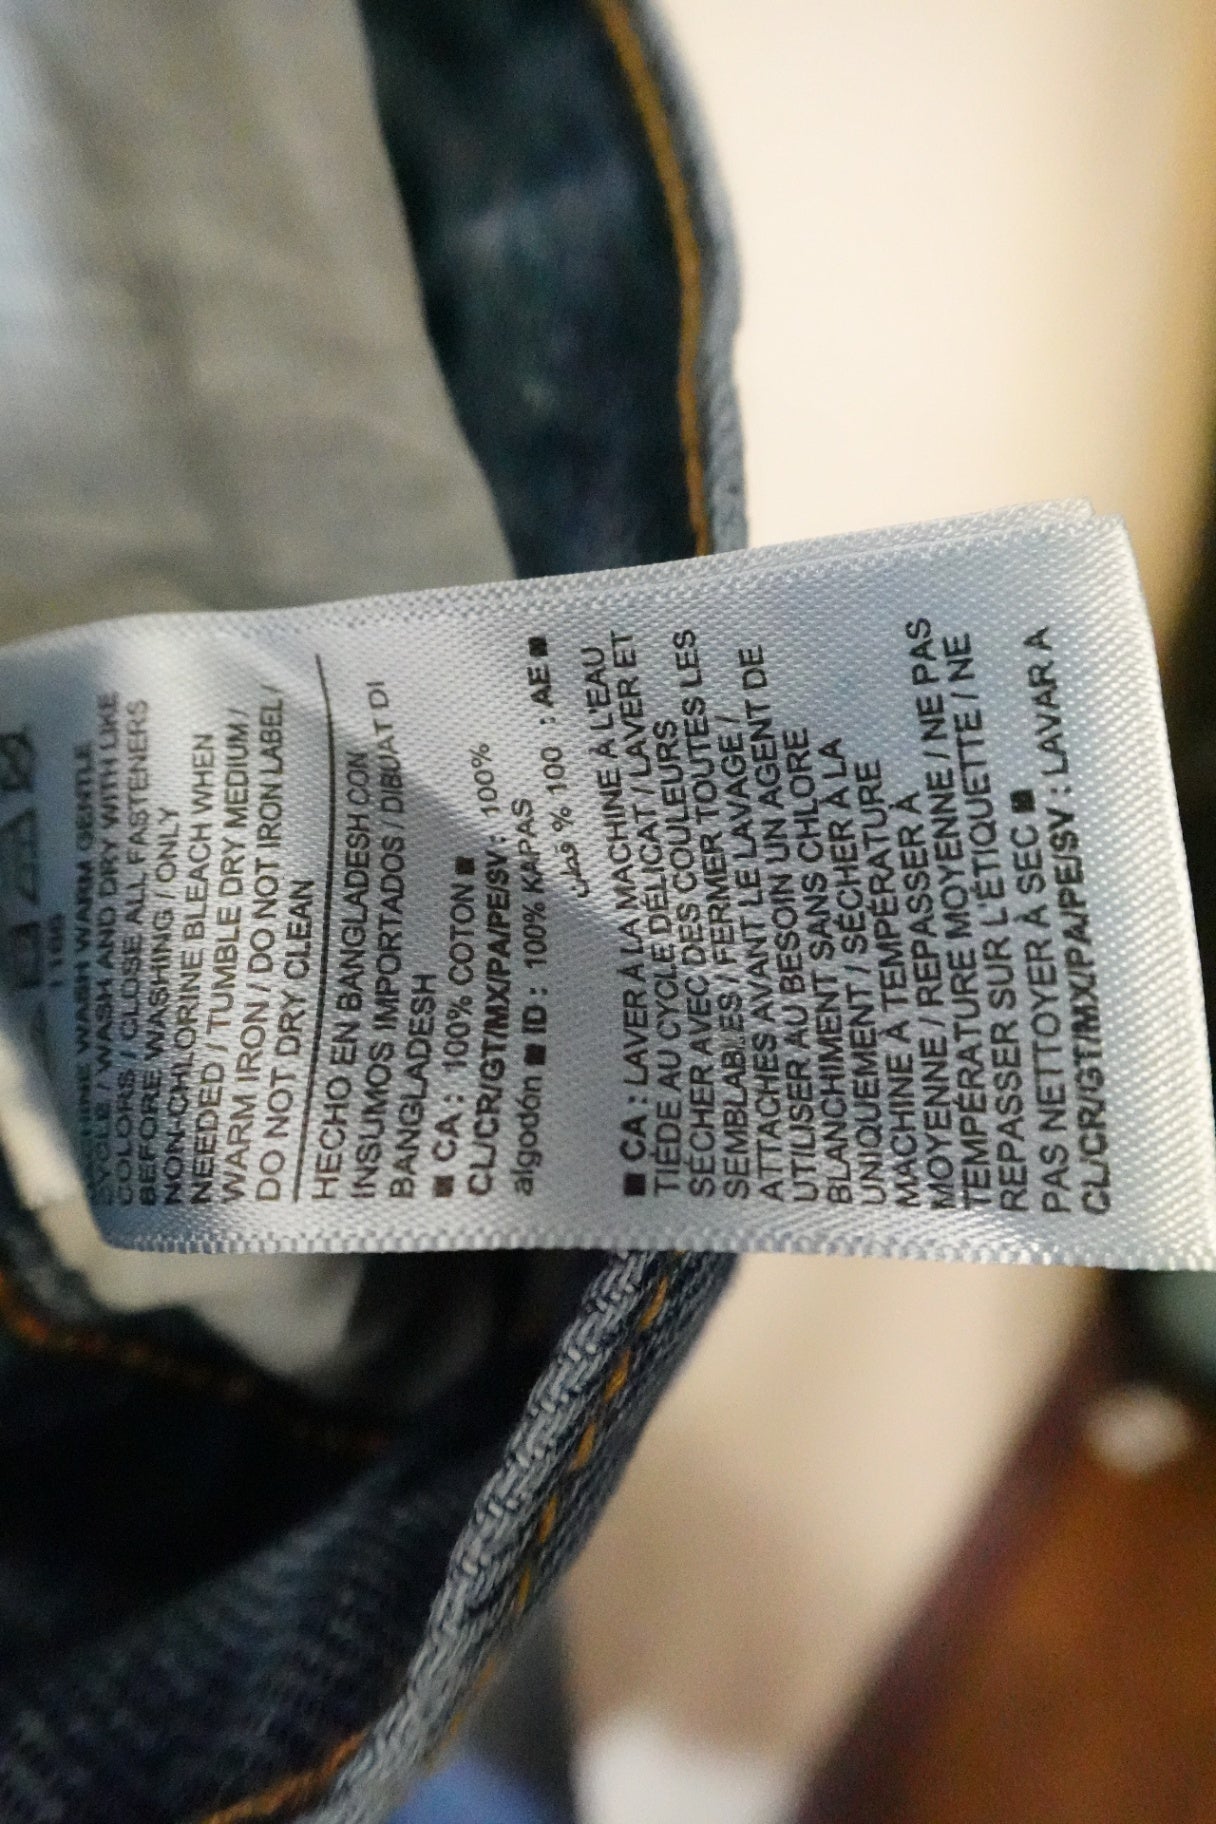 1166
MACHINE WASH WARM GENTLE
CYCLE / WASH AND DRY WITH LIKE
COLORS / CLOSE ALL FASTENERS
BEFORE WASHING / ONLY
NON-CHLORINE BLEACH WHEN
NEEDED / TUMBLE DRY MEDIUM /
WARM IRON / DO NOT IRON LABEL /
DO NOT DRY CLEAN
HECHO EN BANGLADESH CON
INSUMOS IMPORTADOS / DIBUAT DI
BANGLADESH
■ CA : 100% COTON ■
CL/CR/GT/MX/PA/PE/SV : 100%
algodón ■ ID : 100% KAPAS
■ AE : 100 % قطن
■ CA : LAVER À LA MACHINE À L'EAU
TIÈDE AU CYCLE DÉLICAT / LAVER ET
SÉCHER AVEC DES COULEURS
SEMBLABLES / FERMER TOUTES LES
ATTACHES AVANT LE LAVAGE /
UTILISER AU BESOIN UN AGENT DE
BLANCHIMENT SANS CHLORE
UNIQUEMENT / SÉCHER À LA
MACHINE À TEMPÉRATURE
MOYENNE / REPASSER À
TEMPÉRATURE MOYENNE / NE PAS
REPASSER SUR L'ÉTIQUETTE / NE
PAS NETTOYER À SEC ■
CL/CR/GT/MX/PA/PE/SV : LAVAR A